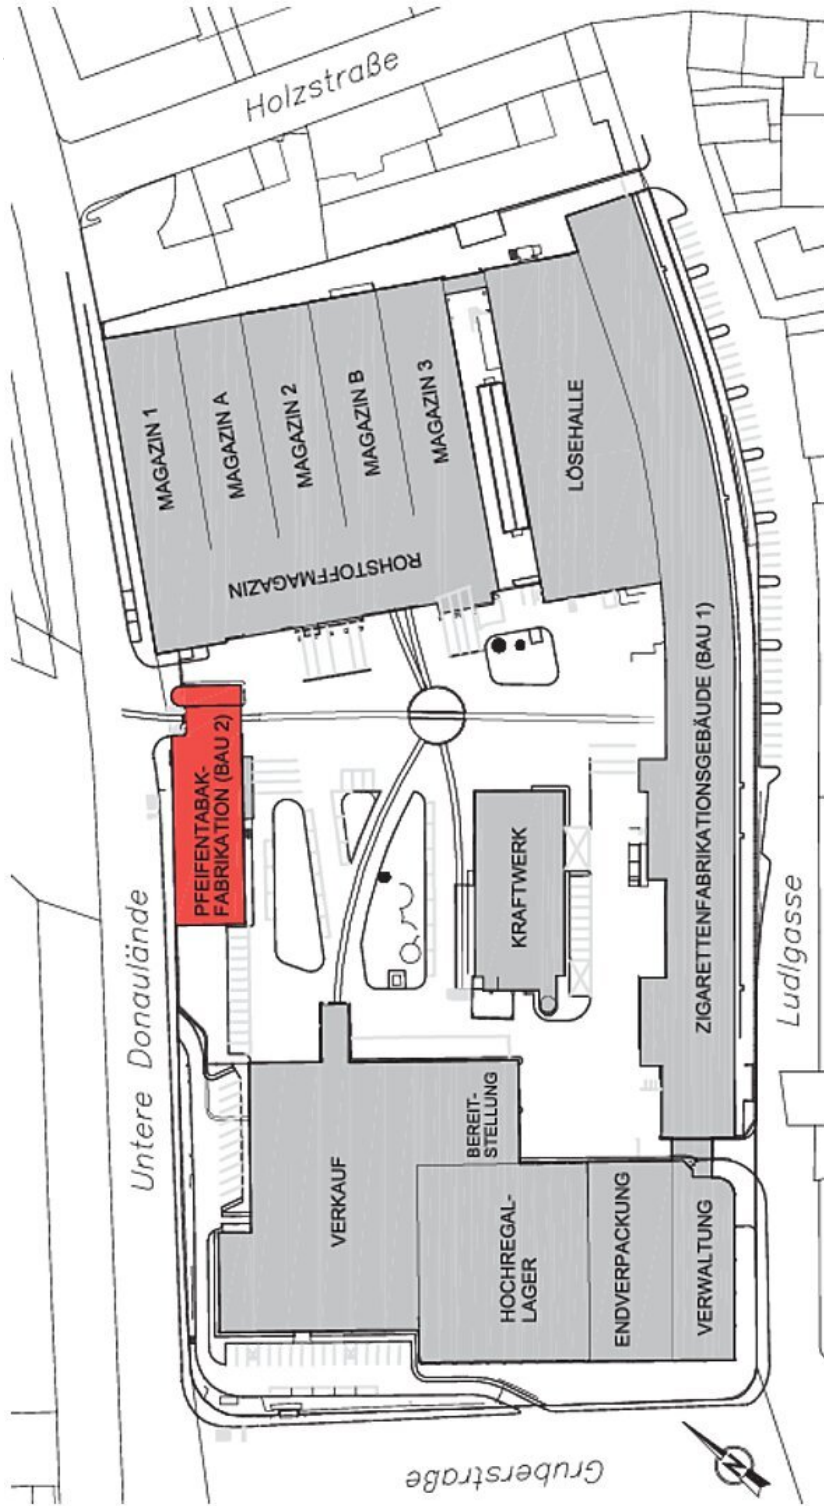 Holzstraße
MAGAZIN 1
MAGAZIN A
MAGAZIN 2
MAGAZIN B
MAGAZIN 3
ROHSTOFFMAGAZIN
LÖSEHALLE
PFEIFENTABAK-
FABRIKATION (BAU 2)
ZIGARETTENFABRIKATIONSGEBÄUDE (BAU 1)
KRAFTWERK
Untere Donaulände
Ludlgasse
VERKAUF
BEREIT-
STELLUNG
HOCHREGAL-
LAGER
ENDVERPACKUNG
VERWALTUNG
Gruberstraße
N